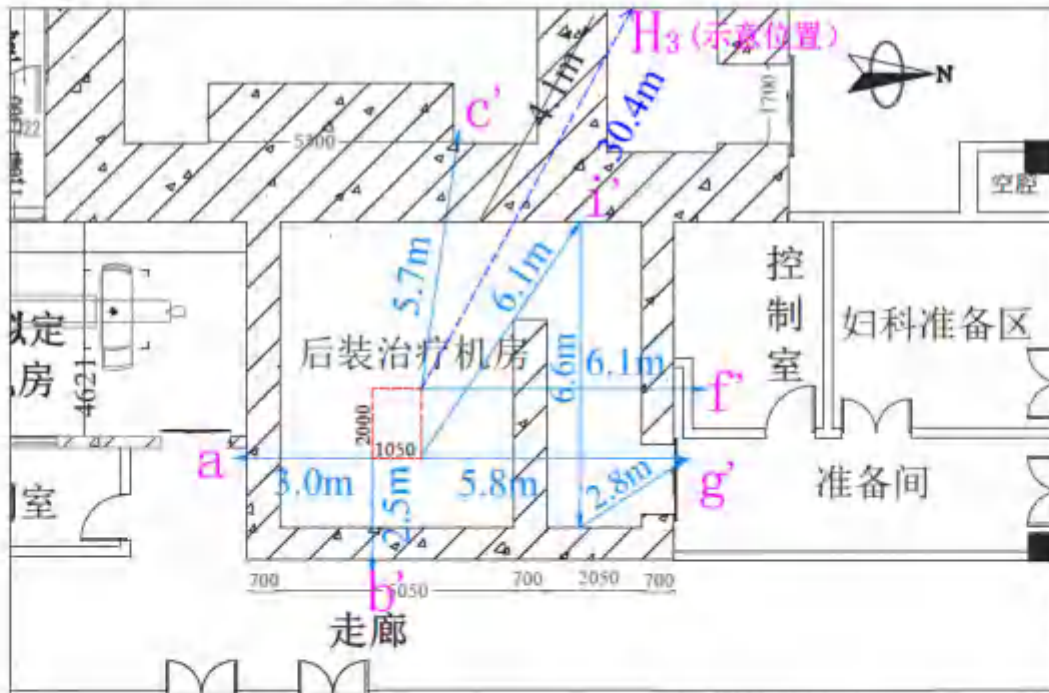 H₃(示意位置)
4.1m
30.4m
N
1700
c'
5300
i'
空腔
5.7m
6.1m
控制室
妇科准备区
后装治疗机房
6.6m
6.1m
f'
定
房
4621
2000
1050
a
3.0m
5.8m
2.5m
2.8m
g'
准备间
室
b'
700
700
2050
700
走廊